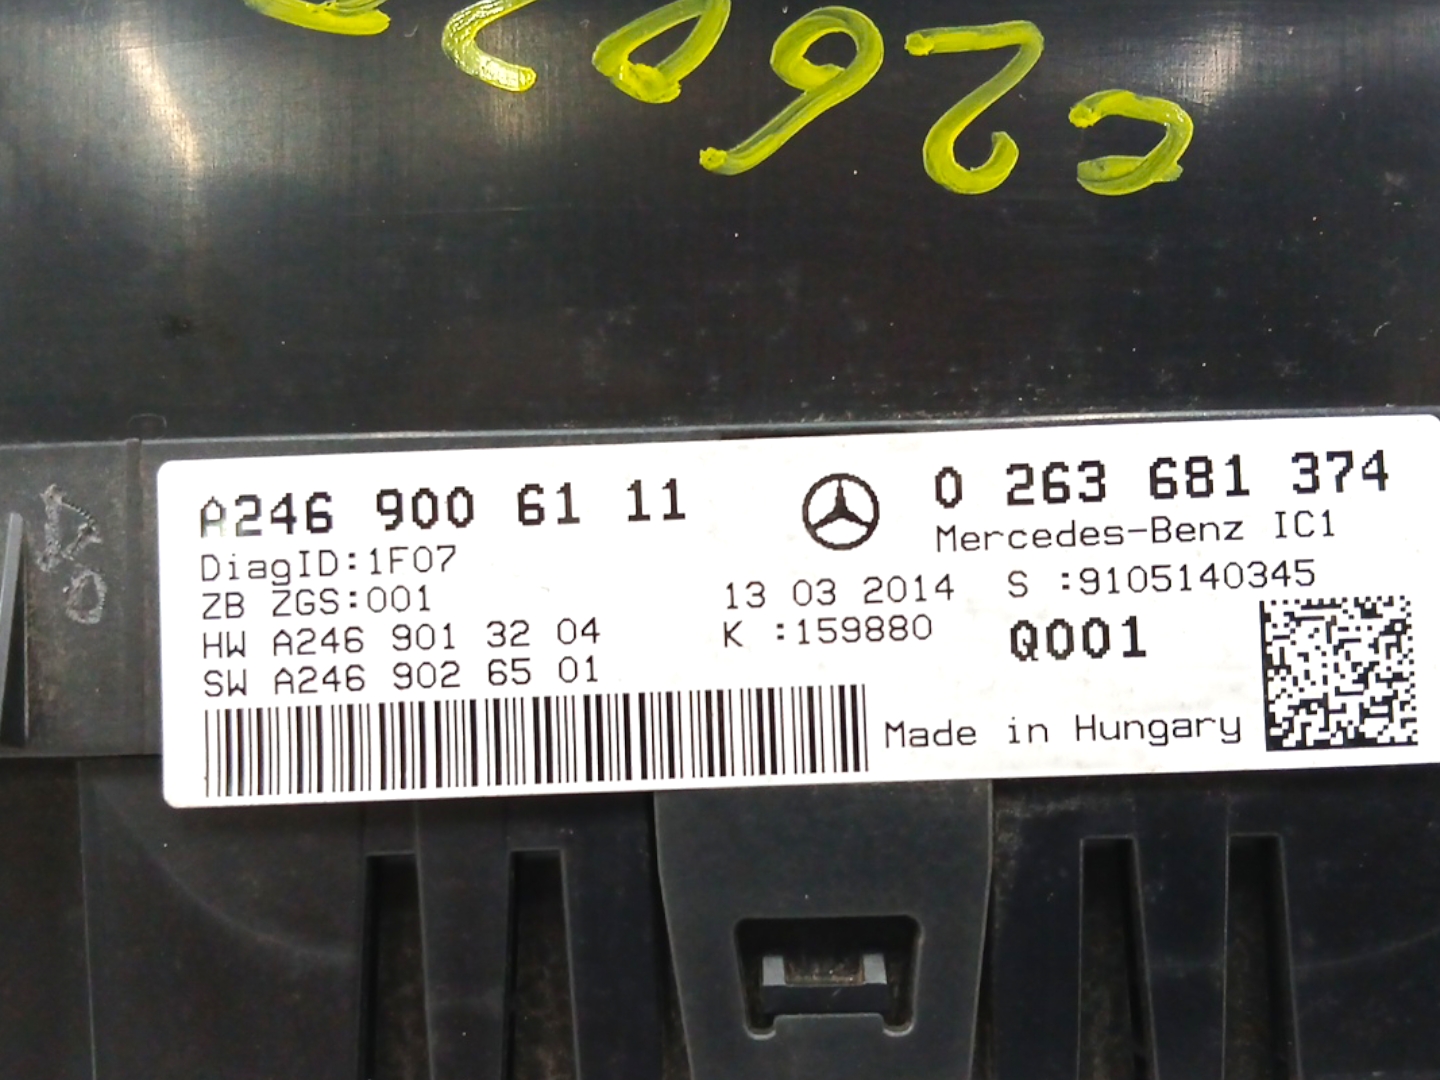 A246 900 61 11
0 263 681 374
Mercedes-Benz IC1
DiagID:1F07
ZB ZGS:001
13 03 2014
S :9105140345
HW A246 901 32 04
K :159880
Q001
SW A246 902 65 01
Made in Hungary